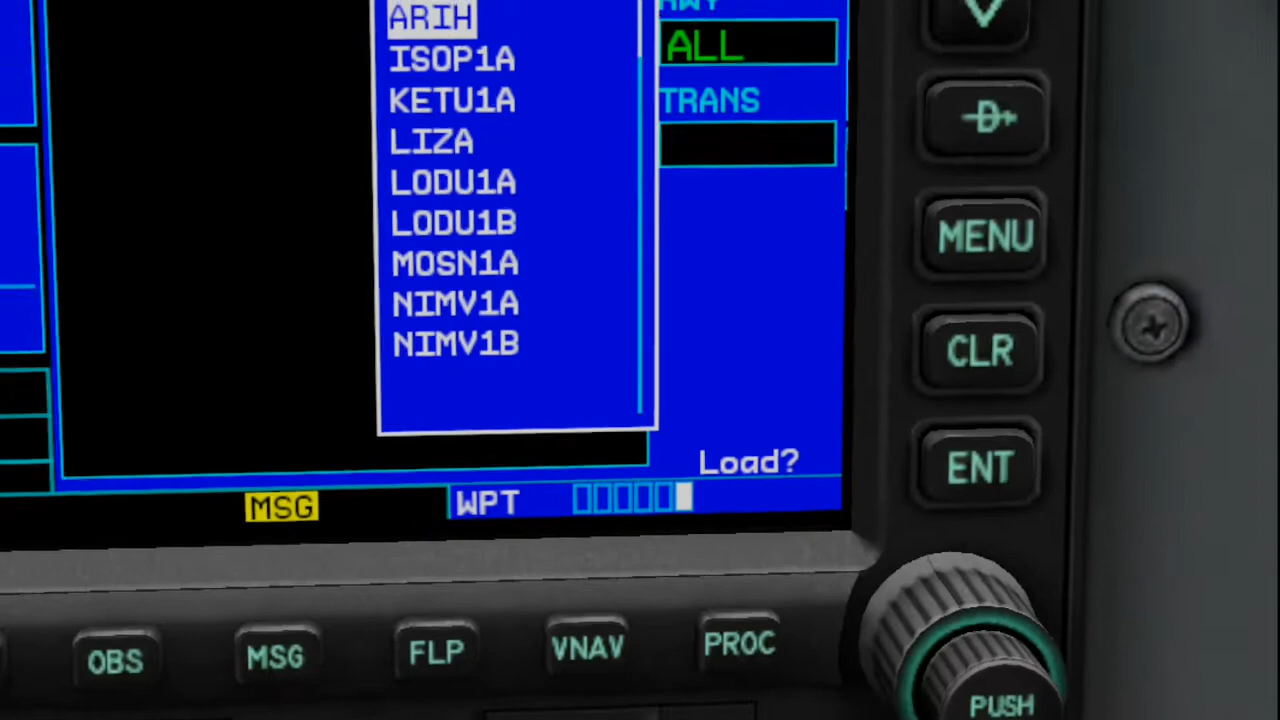 RWY
ARIH
ALL
ISOP1A
KETU1A
TRANS
LIZA
LODU1A
LODU1B
MOSN1A
NIMV1A
NIMV1B
Load?
MSG
WPT
D
MENU
CLR
ENT
OBS
MSG
FLP
VNAV
PROC
PUSH